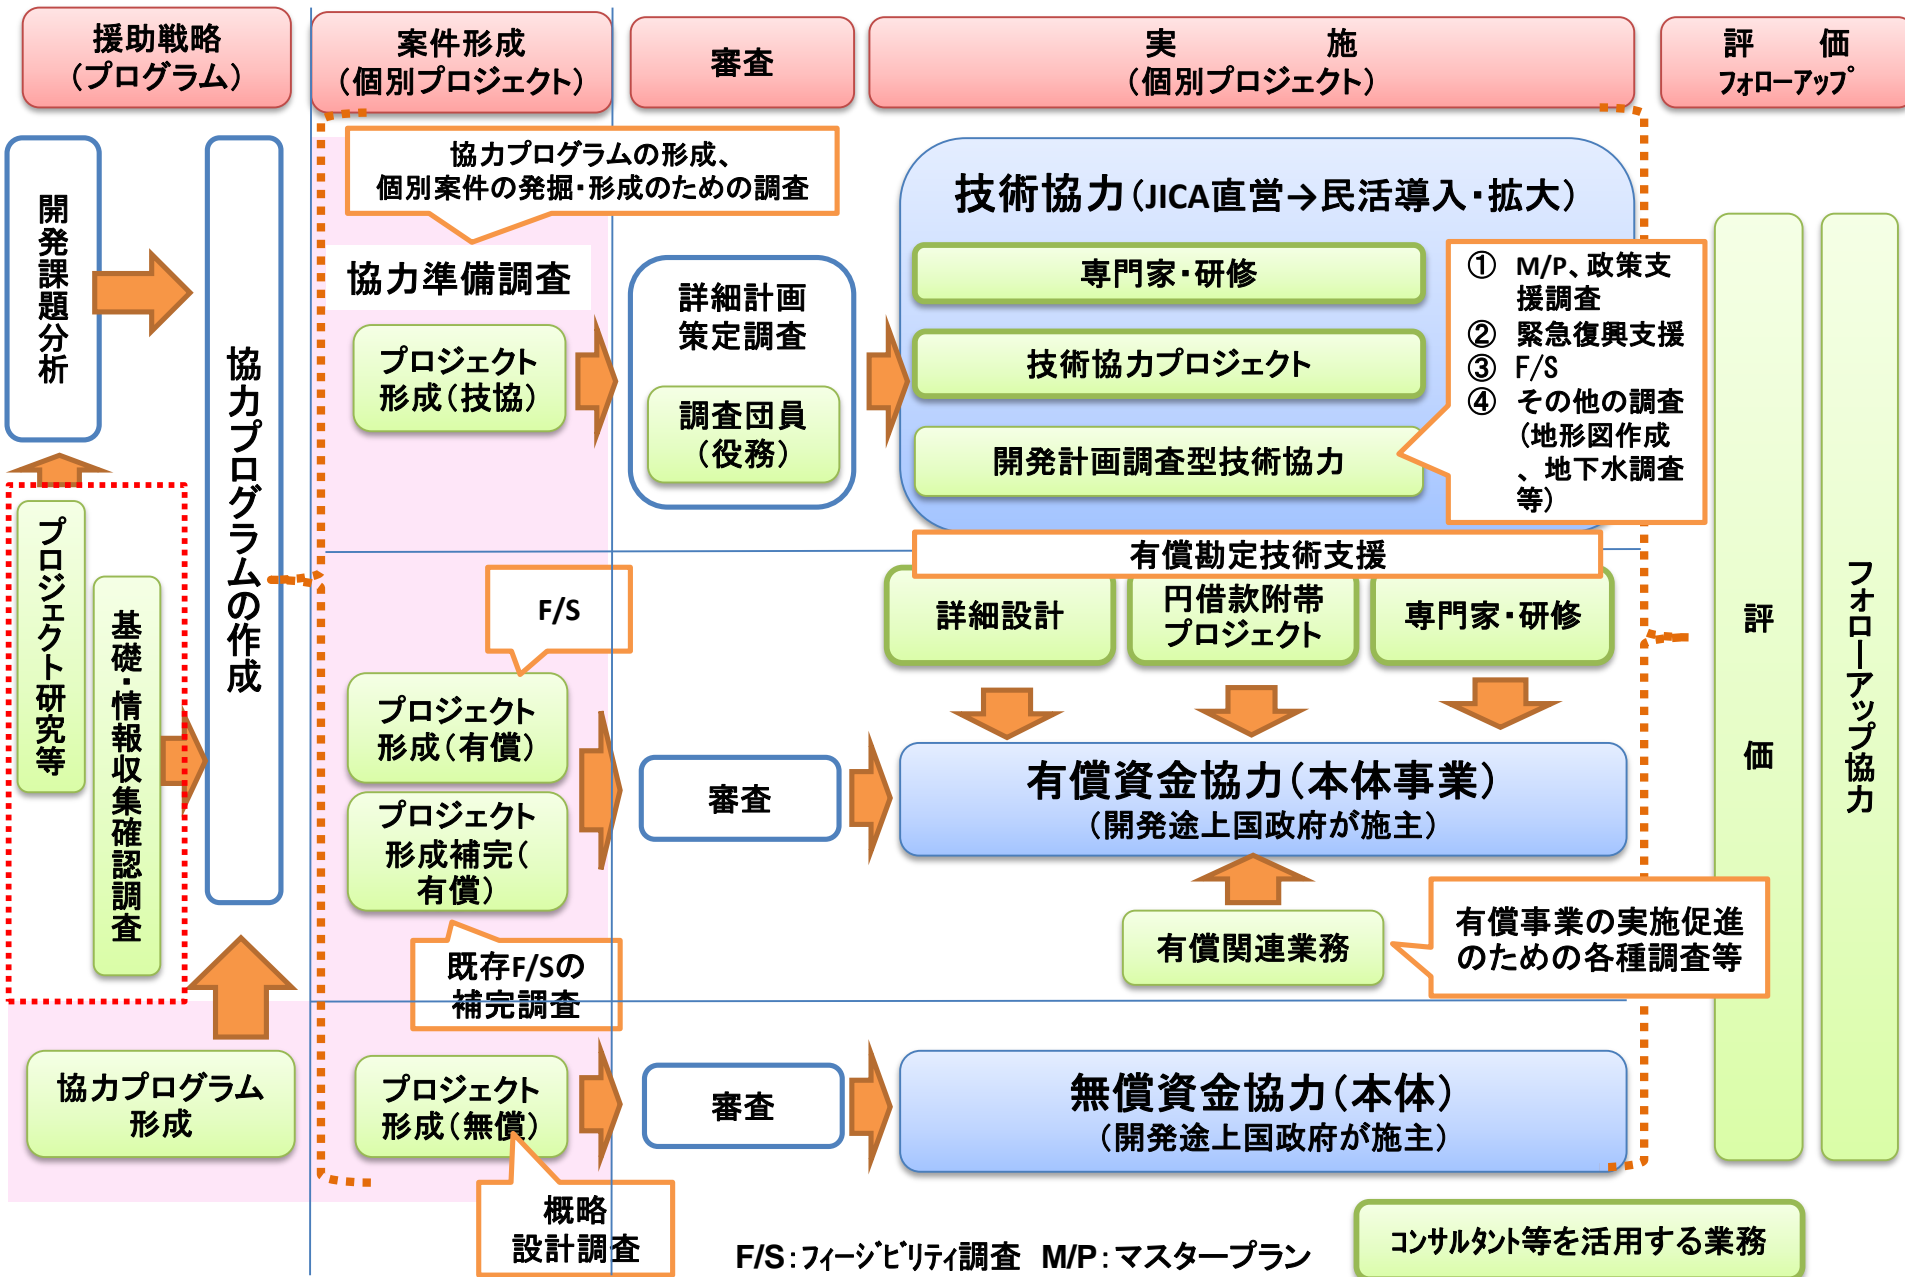 援助戦略
（プログラム）
案件形成
（個別プロジェクト）
審査
実　　　施
（個別プロジェクト）
評　価
フォローアップ
開発課題分析
協力プログラムの作成
プロジェクト研究等
基礎・情報収集確認調査
協力プログラム
形成
協力プログラムの形成、
個別案件の発掘・形成のための調査
協力準備調査
プロジェクト
形成（技協）
詳細計画
策定調査
調査団員
（役務）
技術協力（JICA直営→民活導入・拡大）
専門家・研修
技術協力プロジェクト
開発計画調査型技術協力
① M/P、政策支
援調査
② 緊急復興支援
③ F/S
④ その他の調査
（地形図作成
、地下水調査
等）
有償勘定技術支援
詳細設計
円借款附帯
プロジェクト
専門家・研修
F/S
プロジェクト
形成（有償）
プロジェクト
形成補完（
有償）
既存F/Sの
補完調査
審査
有償資金協力（本体事業）
（開発途上国政府が施主）
有償関連業務
有償事業の実施促進
のための各種調査等
プロジェクト
形成（無償）
概略
設計調査
審査
無償資金協力（本体）
（開発途上国政府が施主）
評　価
フォローアップ協力
F/S：フィージビリティ調査 M/P：マスタープラン
コンサルタント等を活用する業務